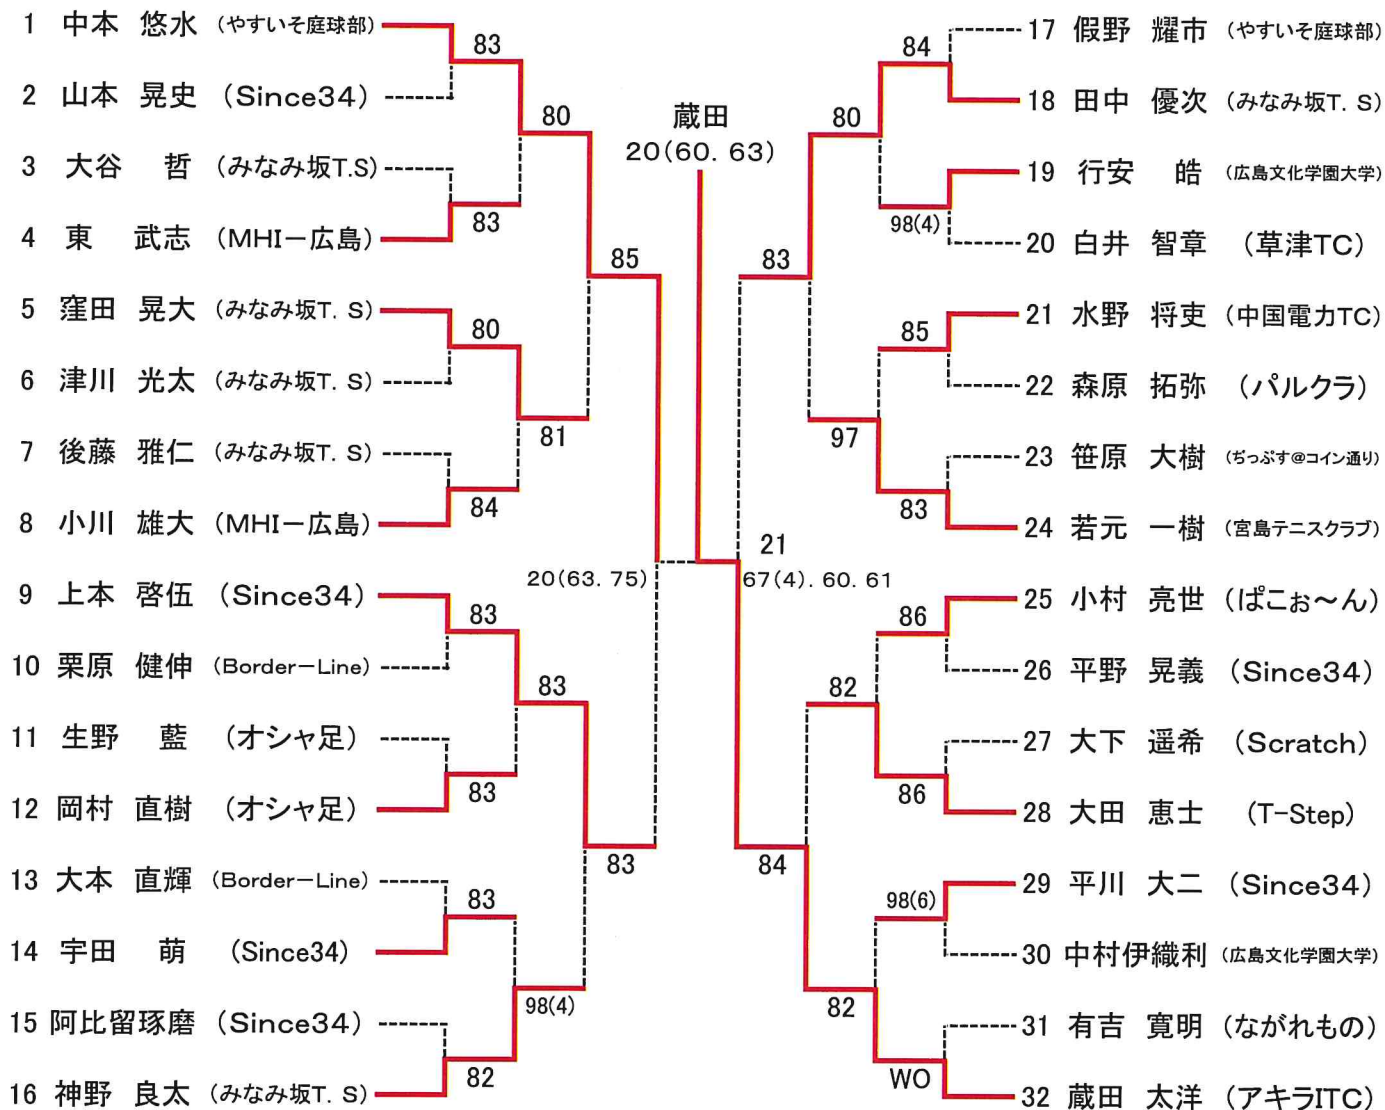 1 中本 悠水 (やすいそ庭球部)
83
2 山本 晃史 (Since34)
80
3 大谷 哲 (みなみ坂T.S)
83
4 東 武志 (MHI－広島)
85
5 窪田 晃大 (みなみ坂T. S)
80
6 津川 光太 (みなみ坂T. S)
81
7 後藤 雅仁 (みなみ坂T. S)
84
8 小川 雄大 (MHI－広島)
20(63. 75)
9 上本 啓伍 (Since34)
83
10 栗原 健伸 (Border－Line)
83
11 生野 藍 (オシャ足)
83
12 岡村 直樹 (オシャ足)
83
13 大本 直輝 (Border－Line)
83
14 宇田 萌 (Since34)
98(4)
15 阿比留琢磨 (Since34)
82
16 神野 良太 (みなみ坂T. S)
蔵田
20(60. 63)
17 假野 耀市 (やすいそ庭球部)
84
18 田中 優次 (みなみ坂T. S)
80
19 行安 皓 (広島文化学園大学)
98(4)
20 白井 智章 (草津TC)
83
21 水野 将吏 (中国電力TC)
85
22 森原 拓弥 (パルクラ)
97
23 笹原 大樹 (ぢっぷす@コイン通り)
83
24 若元 一樹 (宮島テニスクラブ)
21
67(4). 60. 61
25 小村 亮世 (ぱこぉ～ん)
86
26 平野 晃義 (Since34)
82
27 大下 遥希 (Scratch)
86
28 大田 恵士 (T-Step)
84
29 平川 大二 (Since34)
98(6)
30 中村伊織利 (広島文化学園大学)
82
31 有吉 寛明 (ながれもの)
WO
32 蔵田 太洋 (アキラITC)